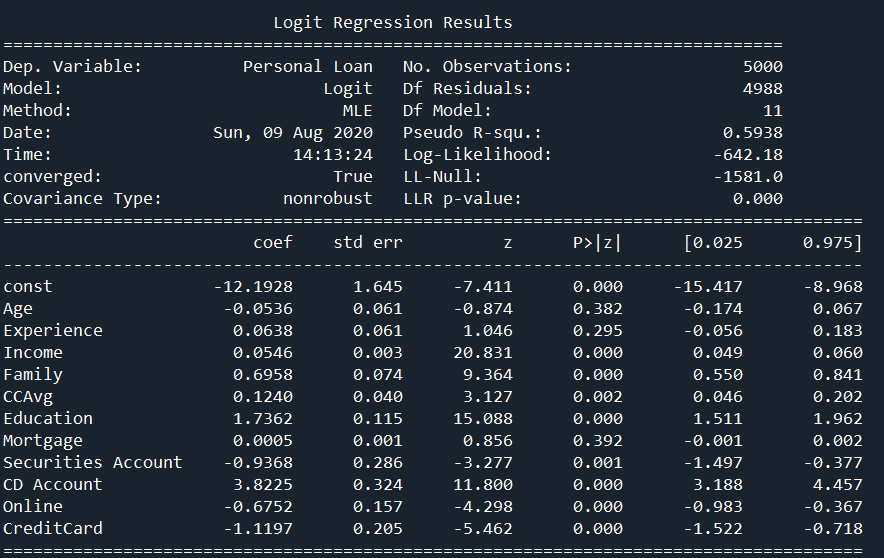 Logit Regression Results
==============================================================================
Dep. Variable:          Personal Loan   No. Observations:                 5000
Model:                          Logit   Df Residuals:                     4988
Method:                           MLE   Df Model:                           11
Date:                Sun, 09 Aug 2020   Pseudo R-squ.:                  0.5938
Time:                        14:13:24   Log-Likelihood:                -642.18
converged:                       True   LL-Null:                       -1581.0
Covariance Type:            nonrobust   LLR p-value:                     0.000
======================================================================================
                         coef    std err          z      P>|z|      [0.025      0.975]
--------------------------------------------------------------------------------------
const                -12.1928      1.645     -7.411      0.000     -15.417      -8.968
Age                   -0.0536      0.061     -0.874      0.382      -0.174       0.067
Experience             0.0638      0.061      1.046      0.295      -0.056       0.183
Income                 0.0546      0.003     20.831      0.000       0.049       0.060
Family                 0.6958      0.074      9.364      0.000       0.550       0.841
CCAvg                  0.1240      0.040      3.127      0.002       0.046       0.202
Education              1.7362      0.115     15.088      0.000       1.511       1.962
Mortgage               0.0005      0.001      0.856      0.392      -0.001       0.002
Securities Account    -0.9368      0.286     -3.277      0.001      -1.497      -0.377
CD Account             3.8225      0.324     11.800      0.000       3.188       4.457
Online                -0.6752      0.157     -4.298      0.000      -0.983      -0.367
CreditCard            -1.1197      0.205     -5.462      0.000      -1.522      -0.718
======================================================================================